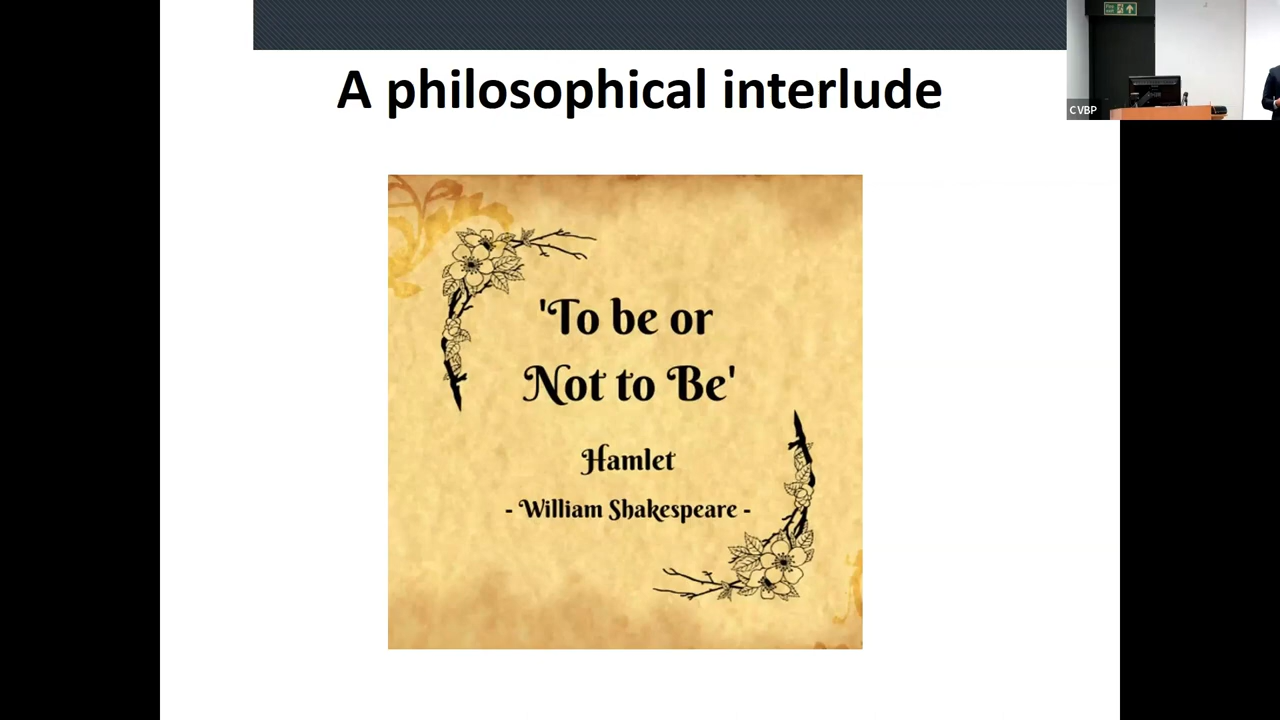 A philosophical interlude
CVBP
'To be or
Not to Be'
Hamlet
- William Shakespeare -